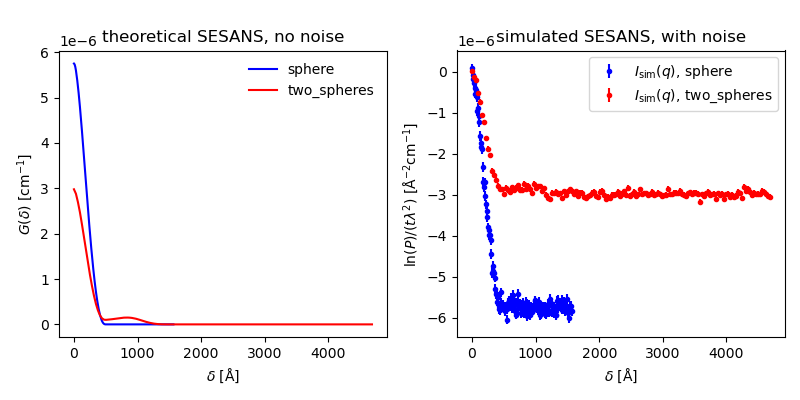 theoretical SESANS, no noise
1e−6
G(δ) [cm⁻¹]
6
5
4
3
2
1
0
sphere
two_spheres
0 1000 2000 3000 4000
δ [Å]
simulated SESANS, with noise
1e−6
ln(P)/(tλ²) [Å⁻²cm⁻¹]
0
−1
−2
−3
−4
−5
−6
I_sim(q), sphere
I_sim(q), two_spheres
0 1000 2000 3000 4000
δ [Å]